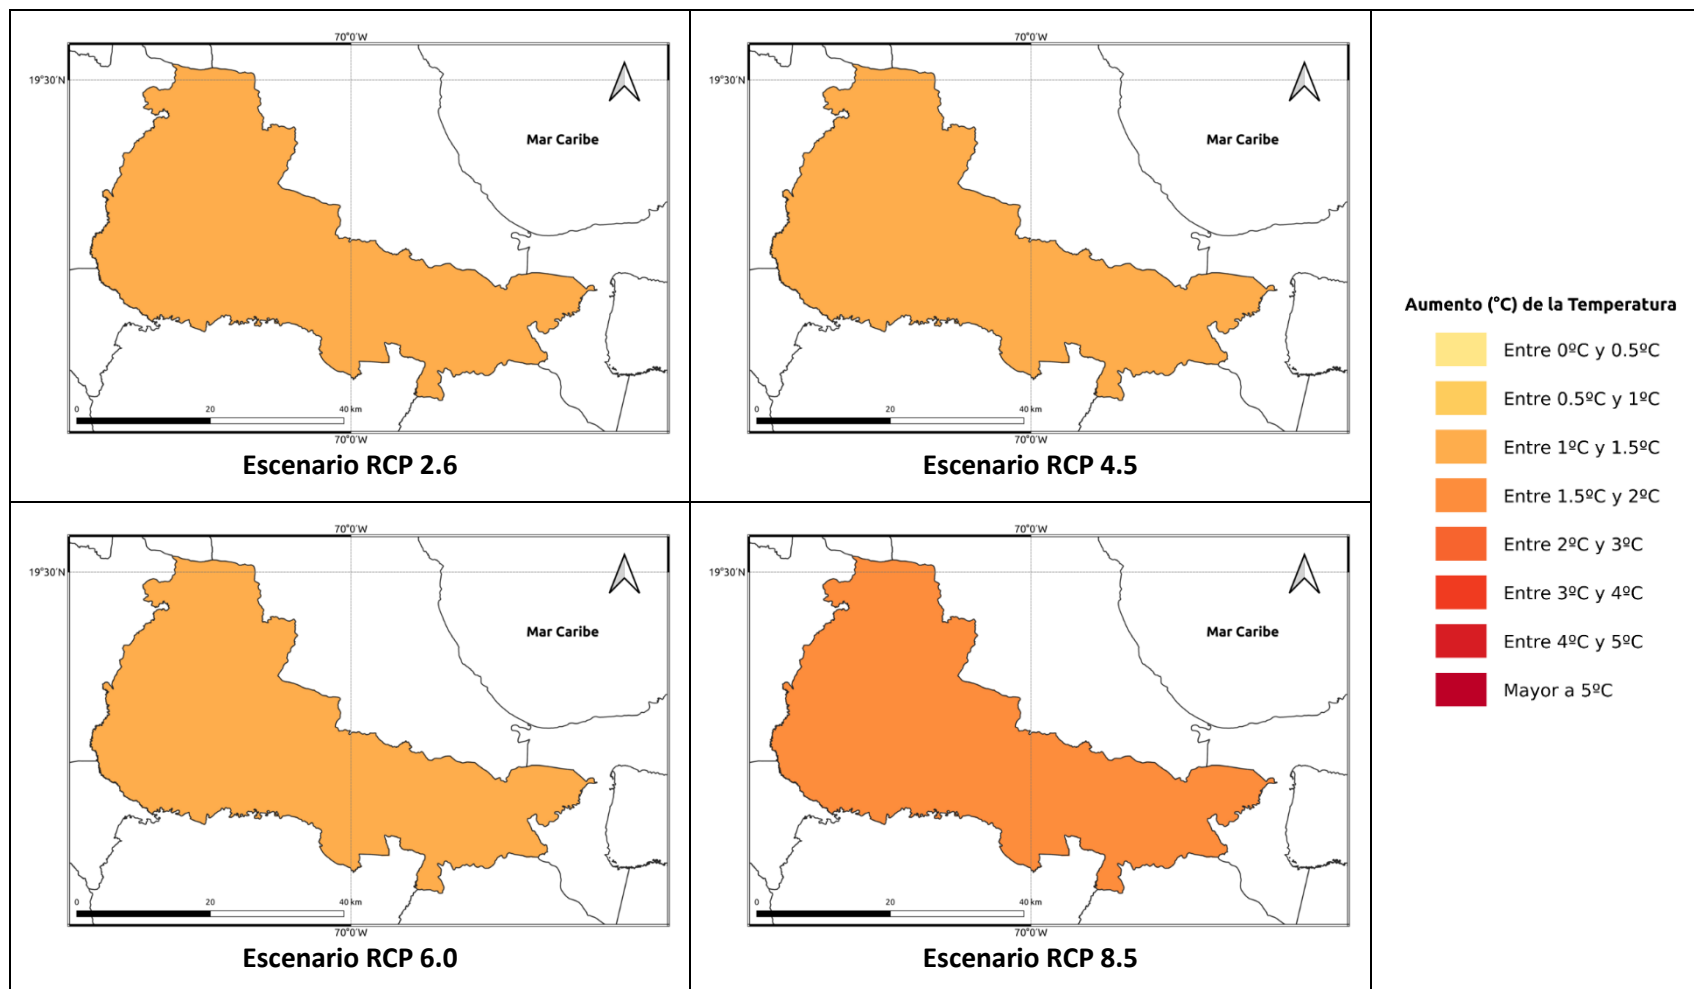 70°0'W
19°30'N
Mar Caribe
0 20 40 km
70°0'W
Escenario RCP 2.6
70°0'W
19°30'N
Mar Caribe
0 20 40 km
70°0'W
Escenario RCP 4.5
70°0'W
19°30'N
Mar Caribe
0 20 40 km
70°0'W
Escenario RCP 6.0
70°0'W
19°30'N
Mar Caribe
0 20 40 km
70°0'W
Escenario RCP 8.5
Aumento (°C) de la Temperatura
Entre 0ºC y 0.5ºC
Entre 0.5ºC y 1ºC
Entre 1ºC y 1.5ºC
Entre 1.5ºC y 2ºC
Entre 2ºC y 3ºC
Entre 3ºC y 4ºC
Entre 4ºC y 5ºC
Mayor a 5ºC